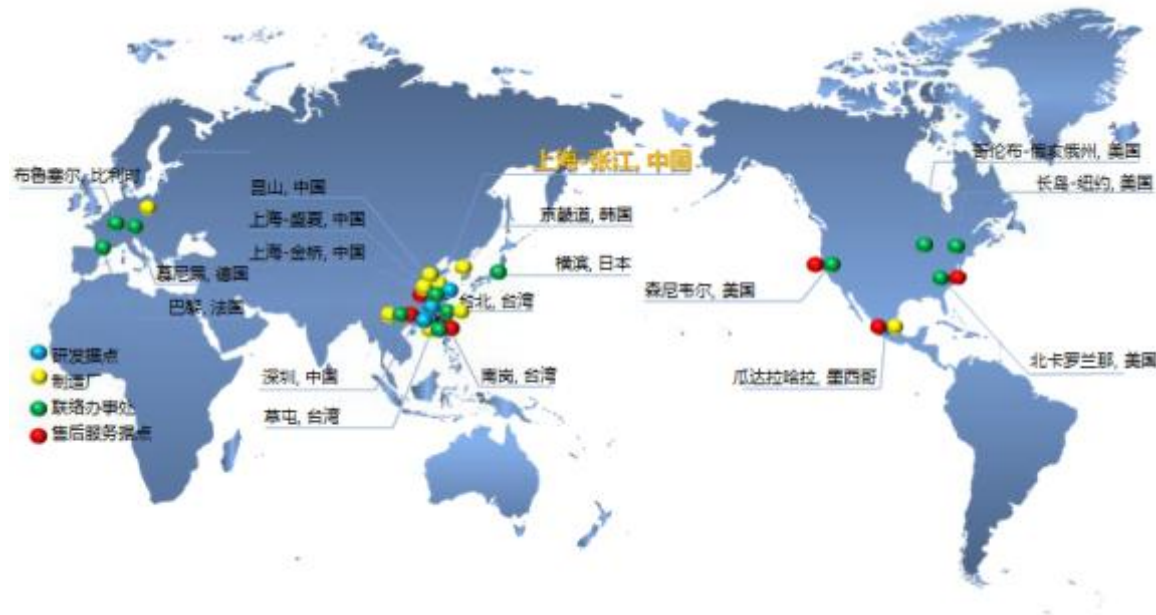 上海-张江, 中国
哥伦布-俄亥俄州, 美国
布鲁塞尔, 比利时
长岛-纽约, 美国
昆山, 中国
京畿道, 韩国
上海-盛夏, 中国
上海-金桥, 中国
横滨, 日本
慕尼黑, 德国
森尼韦尔, 美国
台北, 台湾
巴黎, 法国
研发据点
北卡罗兰那, 美国
制造厂
深圳, 中国
南岗, 台湾
瓜达拉哈拉, 墨西哥
联络办事处
草屯, 台湾
售后服务据点